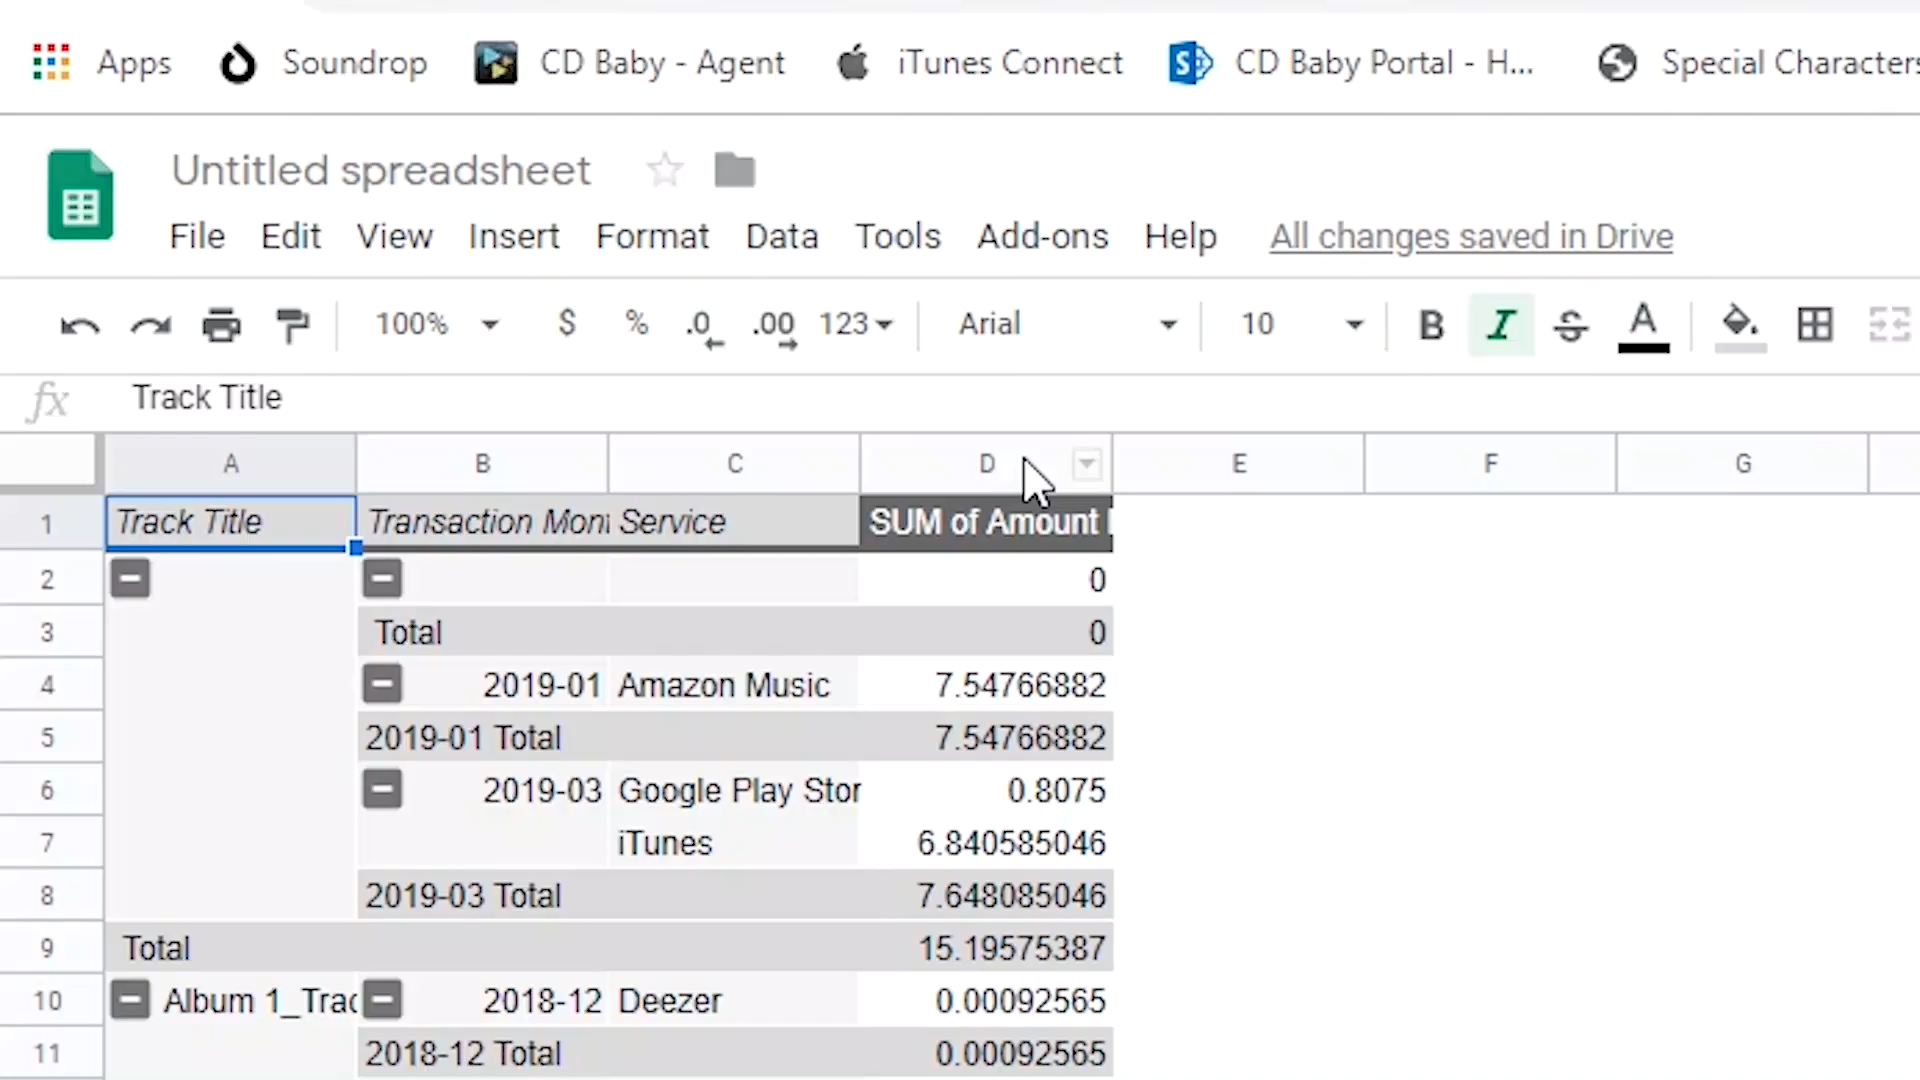 Apps Soundrop CD Baby - Agent iTunes Connect CD Baby Portal - H... Special Characters
Untitled spreadsheet
File Edit View Insert Format Data Tools Add-ons Help All changes saved in Drive
100% $ % .0 .00 123 Arial 10 B I S A
fx Track Title
A B C D E F G
1 Track Title Transaction Mont Service SUM of Amount
2 0
3 Total 0
4 2019-01 Amazon Music 7.54766882
5 2019-01 Total 7.54766882
6 2019-03 Google Play Stor 0.8075
7 iTunes 6.840585046
8 2019-03 Total 7.648085046
9 Total 15.19575387
10 Album 1_Trac 2018-12 Deezer 0.00092565
11 2018-12 Total 0.00092565